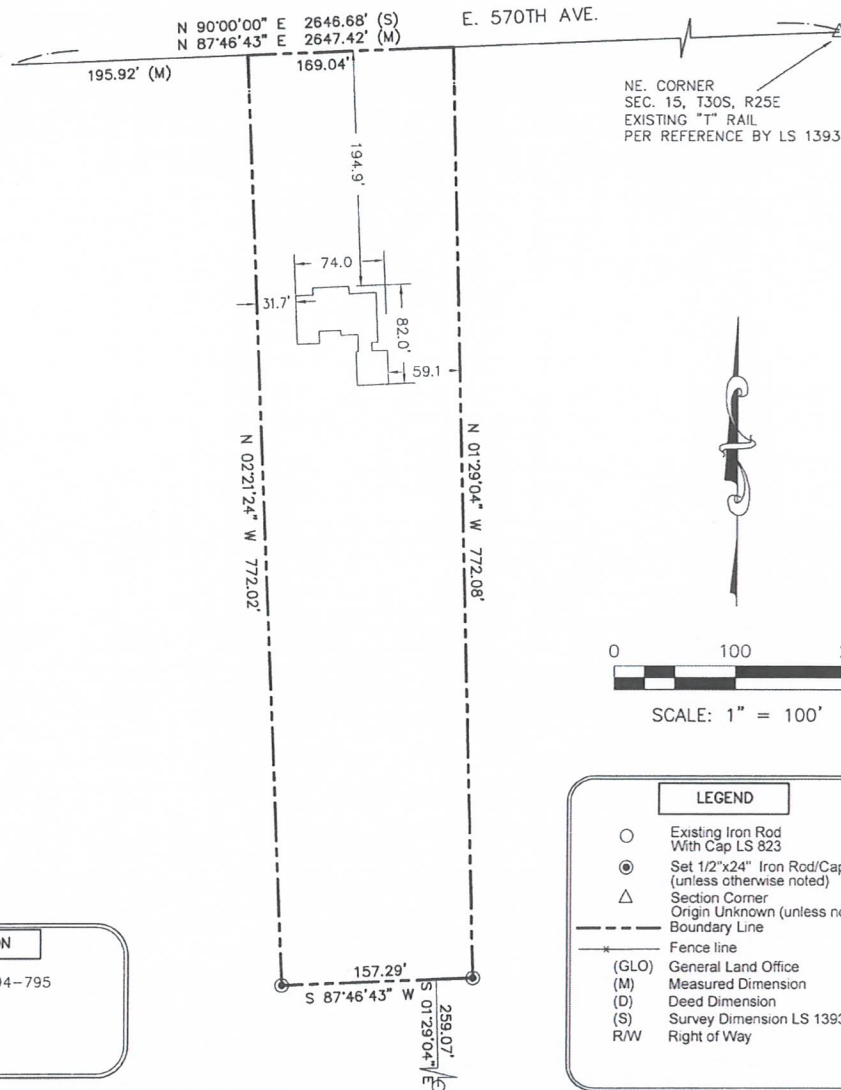 N 90°00'00" E 2646.68' (S)
N 87°46'43" E 2647.42' (M)
E. 570TH AVE.
195.92' (M)
169.04'
NE. CORNER
SEC. 15, T30S, R25E
EXISTING "T" RAIL
PER REFERENCE BY LS 1393
194.9'
74.0
31.7'
82.0'
59.1
N 02°21'24" W 772.02'
N 01°29'04" W 772.08'
0 100
SCALE: 1" = 100'
LEGEND
Existing Iron Rod
With Cap LS 823
Set 1/2"x24" Iron Rod/Cap
(unless otherwise noted)
Section Corner
Origin Unknown (unless no
Boundary Line
Fence line
(GLO) General Land Office
(M) Measured Dimension
(D) Deed Dimension
(S) Survey Dimension LS 1393
R/W Right of Way
ON
94-795
157.29'
S 87°46'43" W
259.07'
S 01°29'04" E